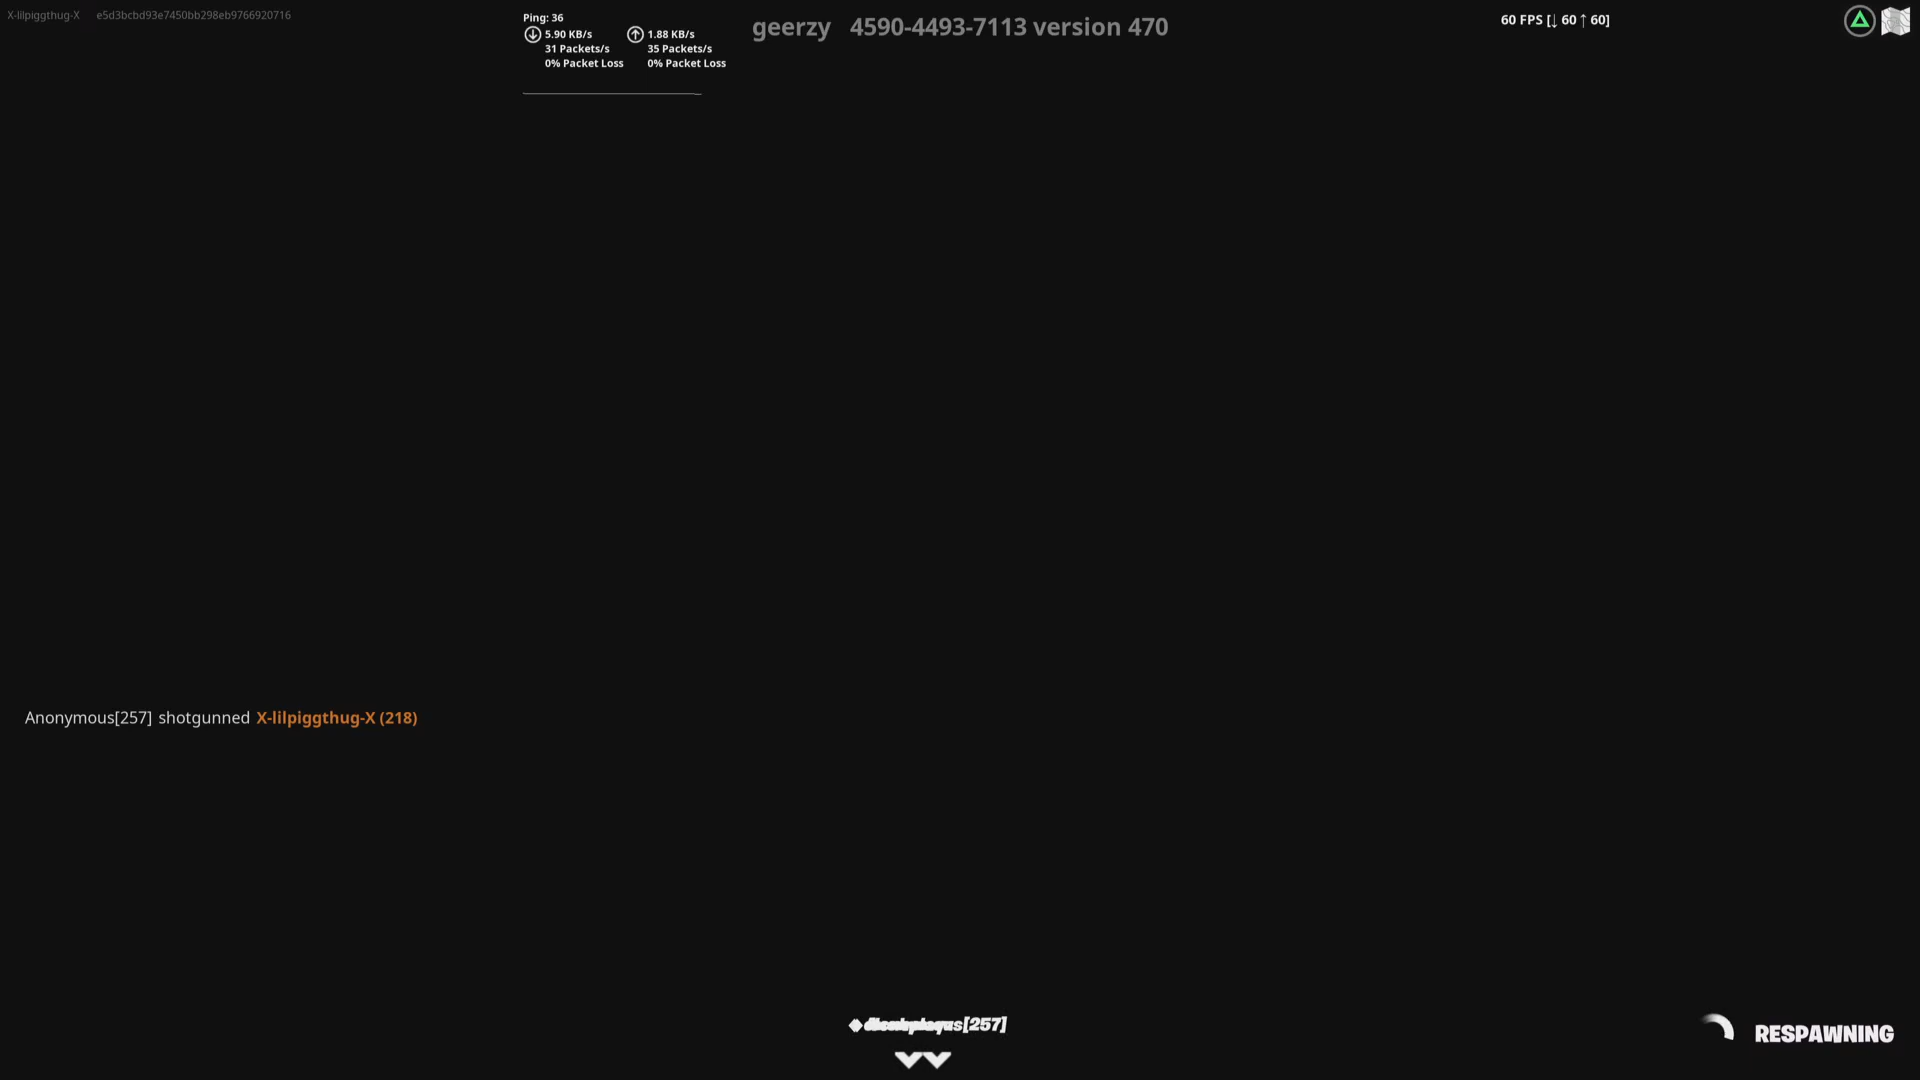 X-lilpiggthug-X e5d3bcbd93e7450bb298eb9766920716
Ping: 36
5.90 KB/s 1.88 KB/s
31 Packets/s 35 Packets/s
0% Packet Loss 0% Packet Loss
geerzy 4590-4493-7113 version 470
60 FPS [↓ 60 ↑ 60]
Anonymous[257] shotgunned X-lilpiggthug-X (218)
[257]
RESPAWNING